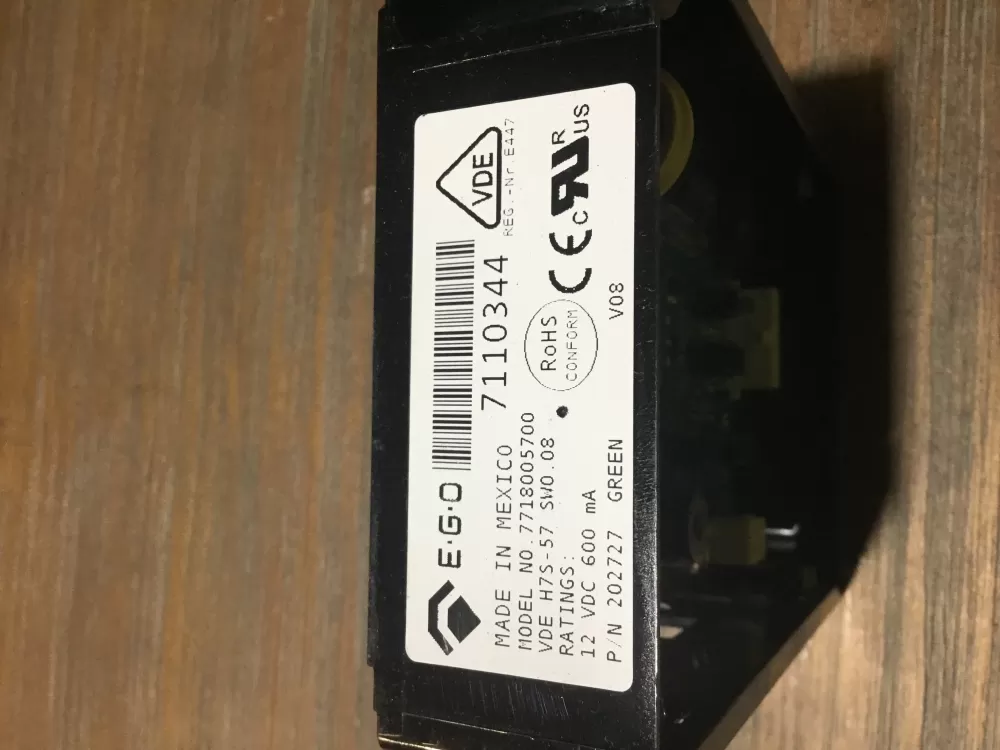 E·G·O
7110344
VDE
REG.-Nr.E447
MADE IN MEXICO
MODEL NO.7718005700
VDE H7S-57 SW0.08
RATINGS:
12 VDC 600 mA
P/N 202727 GREEN V08
RoHS
CONFORM
CE
c RU US